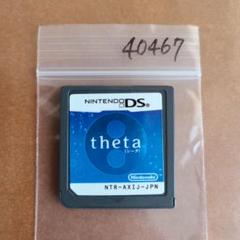 40467
NINTENDO DS
theta
［シータ］
Nintendo
NTR-AXIJ-JPN